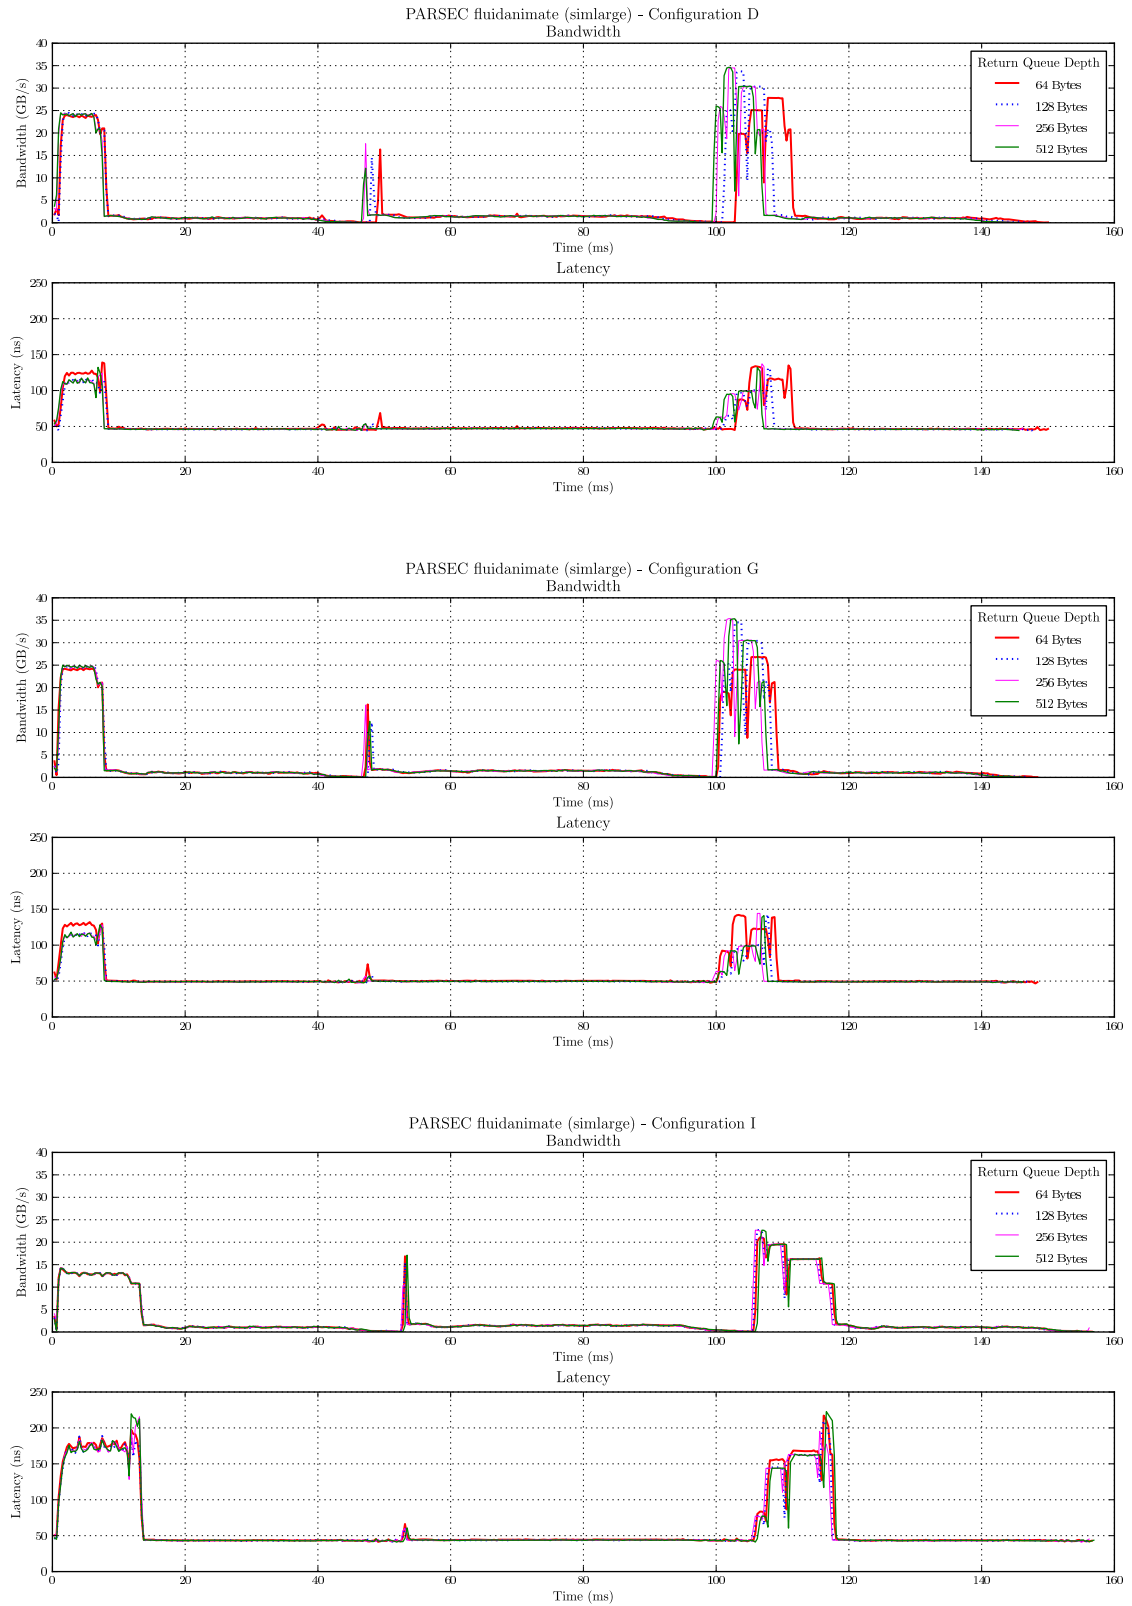 PARSEC fluidanimate (simlarge) - Configuration D
Bandwidth
40
35
30
25
20
15
10
5
0
Bandwidth (GB/s)
Return Queue Depth
64 Bytes
128 Bytes
256 Bytes
512 Bytes
0 20 40 60 80 100 120 140 160
Time (ms)
Latency
250
200
150
100
50
0
Latency (ns)
0 20 40 60 80 100 120 140 160
Time (ms)
PARSEC fluidanimate (simlarge) - Configuration G
Bandwidth
40
35
30
25
20
15
10
5
0
Bandwidth (GB/s)
Return Queue Depth
64 Bytes
128 Bytes
256 Bytes
512 Bytes
0 20 40 60 80 100 120 140 160
Time (ms)
Latency
250
200
150
100
50
0
Latency (ns)
0 20 40 60 80 100 120 140 160
Time (ms)
PARSEC fluidanimate (simlarge) - Configuration I
Bandwidth
40
35
30
25
20
15
10
5
0
Bandwidth (GB/s)
Return Queue Depth
64 Bytes
128 Bytes
256 Bytes
512 Bytes
0 20 40 60 80 100 120 140 160
Time (ms)
Latency
250
200
150
100
50
0
Latency (ns)
0 20 40 60 80 100 120 140 160
Time (ms)